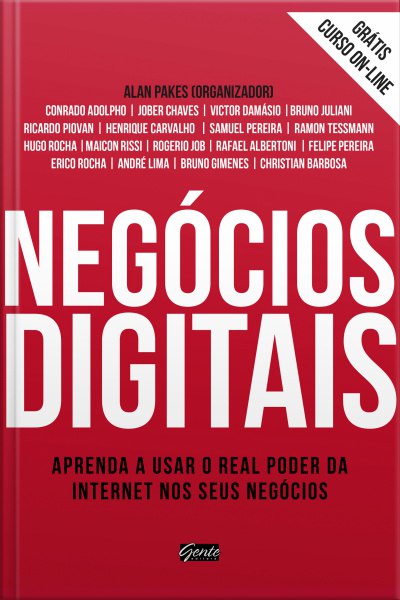 GRÁTIS
CURSO ON-LINE
ALAN PAKES (ORGANIZADOR)
CONRADO ADOLPHO | JOBER CHAVES | VICTOR DAMÁSIO | BRUNO JULIANI
RICARDO PIOVAN | HENRIQUE CARVALHO | SAMUEL PEREIRA | RAMON TESSMANN
HUGO ROCHA | MAICON RISSI | ROGERIO JOB | RAFAEL ALBERTONI | FELIPE PEREIRA
ERICO ROCHA | ANDRÉ LIMA | BRUNO GIMENES | CHRISTIAN BARBOSA
NEGÓCIOS
DIGITAIS
APRENDA A USAR O REAL PODER DA
INTERNET NOS SEUS NEGÓCIOS
Gente
editora